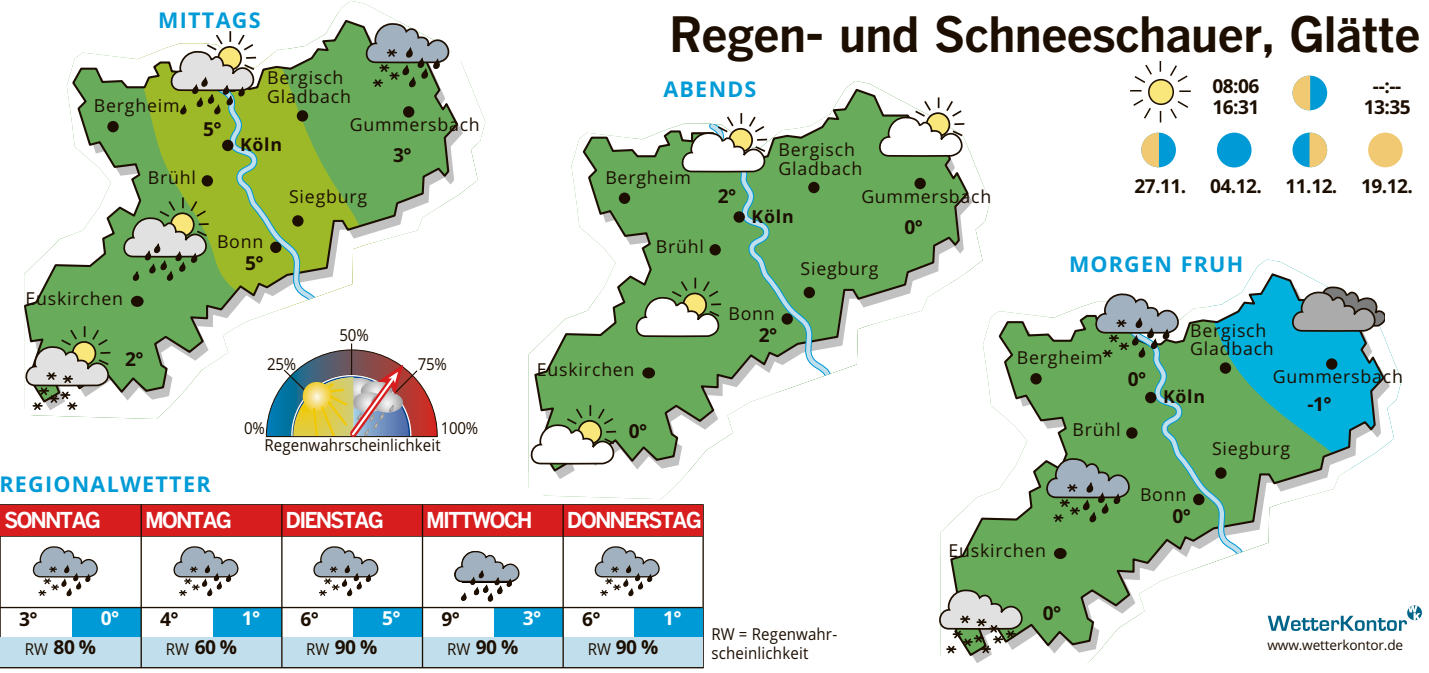 Regen- und Schneeschauer, Glätte
MITTAGS
Bergheim
5°
Köln
Bergisch
Gladbach
Gummersbach
3°
Brühl
Siegburg
Bonn
5°
Euskirchen
2°
ABENDS
Bergheim
2°
Köln
Bergisch
Gladbach
Gummersbach
0°
Brühl
Siegburg
Bonn
2°
Euskirchen
0°
08:06
16:31
--:--
13:35
27.11.
04.12.
11.12.
19.12.
MORGEN FRUH
Bergheim
0°
Köln
Bergisch
Gladbach
Gummersbach
-1°
Brühl
Siegburg
Bonn
0°
Euskirchen
0°
0%
25%
50%
75%
100%
Regenwahrscheinlichkeit
REGIONALWETTER
SONNTAG MONTAG DIENSTAG MITTWOCH DONNERSTAG
3° 0° 4° 1° 6° 5° 9° 3° 6° 1°
RW 80 % RW 60 % RW 90 % RW 90 % RW 90 %
RW = Regenwahr-
scheinlichkeit
WetterKontor
www.wetterkontor.de